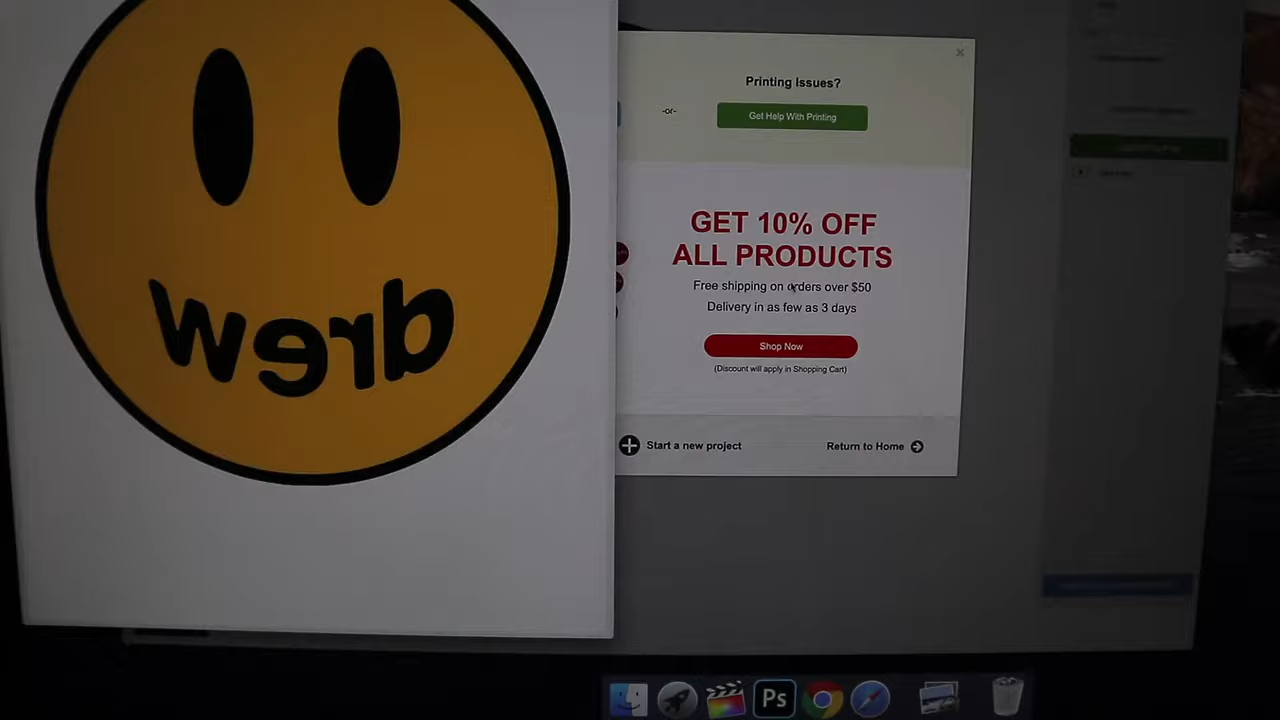 drew
Printing Issues?
-or-
Get Help With Printing
GET 10% OFF
ALL PRODUCTS
Free shipping on orders over $50
Delivery in as few as 3 days
Shop Now
(Discount will apply in Shopping Cart)
Start a new project
Return to Home
Ps